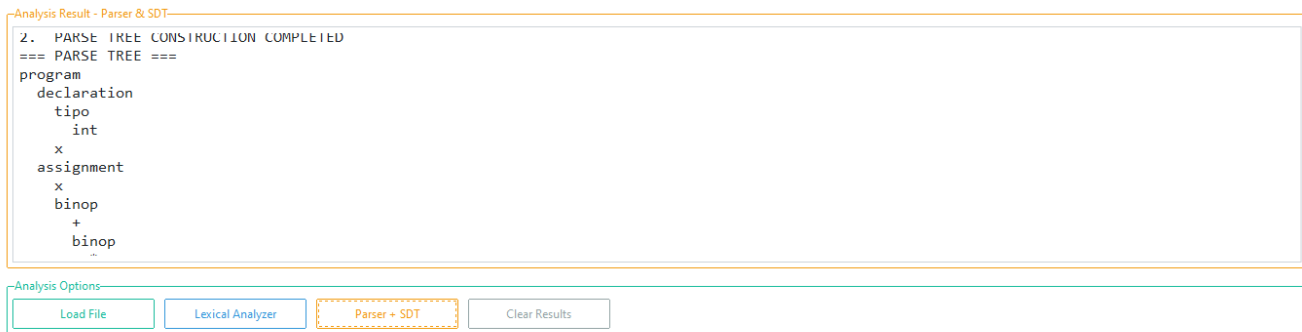 Analysis Result - Parser & SDT
2.  PARSE TREE CONSTRUCTION COMPLETED
=== PARSE TREE ===
program
  declaration
    tipo
      int
    x
  assignment
    x
    binop
      +
      binop
        *
Analysis Options
Load File
Lexical Analyzer
Parser + SDT
Clear Results